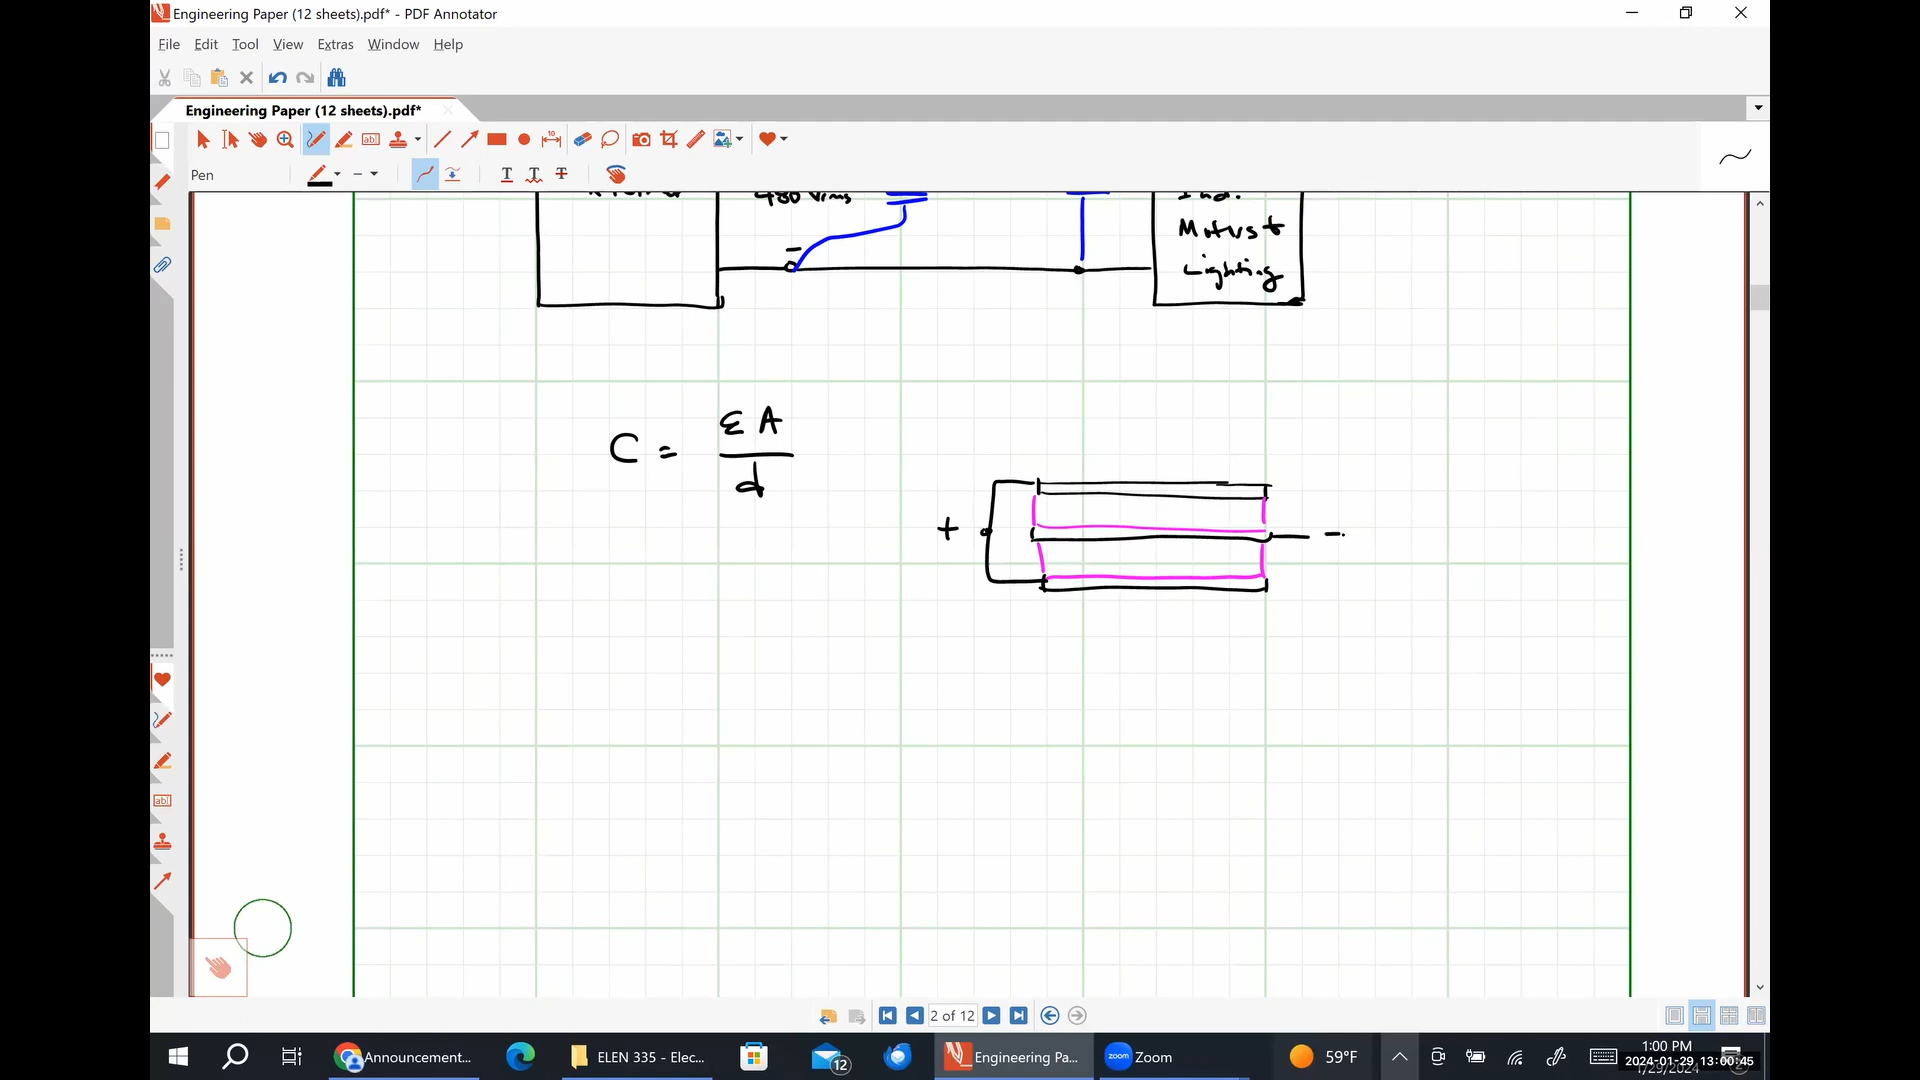 Engineering Paper (12 sheets).pdf* - PDF Annotator
File Edit Tool View Extras Window Help
Engineering Paper (12 sheets).pdf*
Pen
480 Vrms
Ind.
Motors +
Lighting
−
C = εA
d
+ −
2 of 12
Announcement...
ELEN 335 - Elec...
12
Engineering Pa...
zoom Zoom
59°F
1:00 PM
2024-01-29, 13:00:45